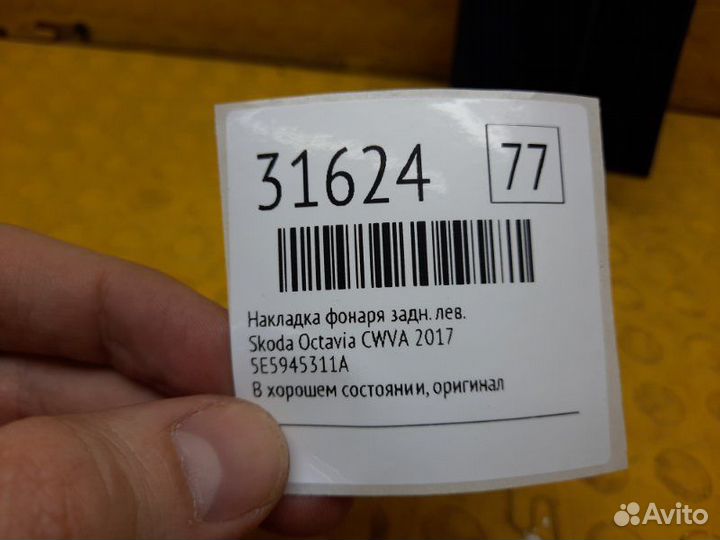 31624
77
Накладка фонаря задн. лев.
Skoda Octavia CWVA 2017
5E5945311A
В хорошем состоянии, оригинал
Avito